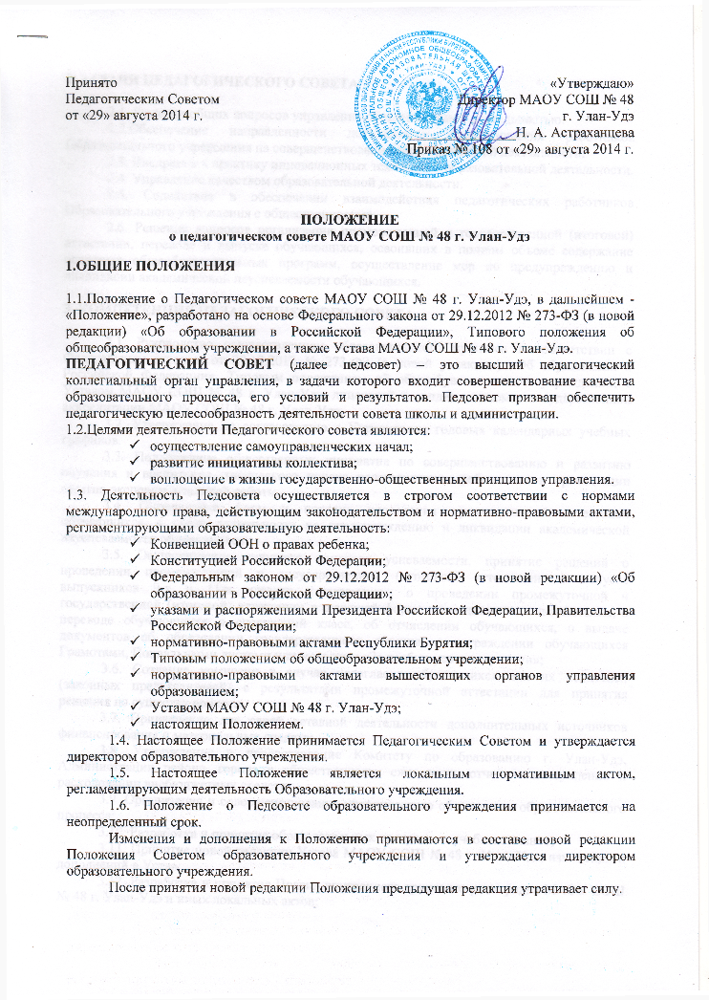 Принято
Педагогическим Советом
от «29» августа 2014 г.
«Утверждаю»
Директор МАОУ СОШ № 48
г. Улан-Удэ
Н. А. Астраханцева
Приказ № 108 от «29» августа 2014 г.
ПОЛОЖЕНИЕ
о педагогическом совете МАОУ СОШ № 48 г. Улан-Удэ
1.ОБЩИЕ ПОЛОЖЕНИЯ
1.1.Положение о Педагогическом совете МАОУ СОШ № 48 г. Улан-Удэ, в дальнейшем -
«Положение», разработано на основе Федерального закона от 29.12.2012 № 273-ФЗ (в новой
редакции) «Об образовании в Российской Федерации», Типового положения об
общеобразовательном учреждении, а также Устава МАОУ СОШ № 48 г. Улан-Удэ.
ПЕДАГОГИЧЕСКИЙ СОВЕТ (далее педсовет) – это высший педагогический
коллегиальный орган управления, в задачи которого входит совершенствование качества
образовательного процесса, его условий и результатов. Педсовет призван обеспечить
педагогическую целесообразность деятельности совета школы и администрации.
1.2.Целями деятельности Педагогического совета являются:
✓ осуществление самоуправленческих начал;
✓ развитие инициативы коллектива;
✓ воплощение в жизнь государственно-общественных принципов управления.
1.3. Деятельность Педсовета осуществляется в строгом соответствии с нормами
международного права, действующим законодательством и нормативно-правовыми актами,
регламентирующими образовательную деятельность:
✓ Конвенцией ООН о правах ребенка;
✓ Конституцией Российской Федерации;
✓ Федеральным законом от 29.12.2012 № 273-ФЗ (в новой редакции) «Об
образовании в Российской Федерации»;
✓ указами и распоряжениями Президента Российской Федерации, Правительства
Российской Федерации;
✓ нормативно-правовыми актами Республики Бурятия;
✓ Типовым положением об общеобразовательном учреждении;
✓ нормативно-правовыми актами вышестоящих органов управления
образованием;
✓ Уставом МАОУ СОШ № 48 г. Улан-Удэ;
✓ настоящим Положением.
1.4. Настоящее Положение принимается Педагогическим Советом и утверждается
директором образовательного учреждения.
1.5. Настоящее Положение является локальным нормативным актом,
регламентирующим деятельность Образовательного учреждения.
1.6. Положение о Педсовете образовательного учреждения принимается на
неопределенный срок.
Изменения и дополнения к Положению принимаются в составе новой редакции
Положения Советом образовательного учреждения и утверждается директором
образовательного учреждения.
После принятия новой редакции Положения предыдущая редакция утрачивает силу.